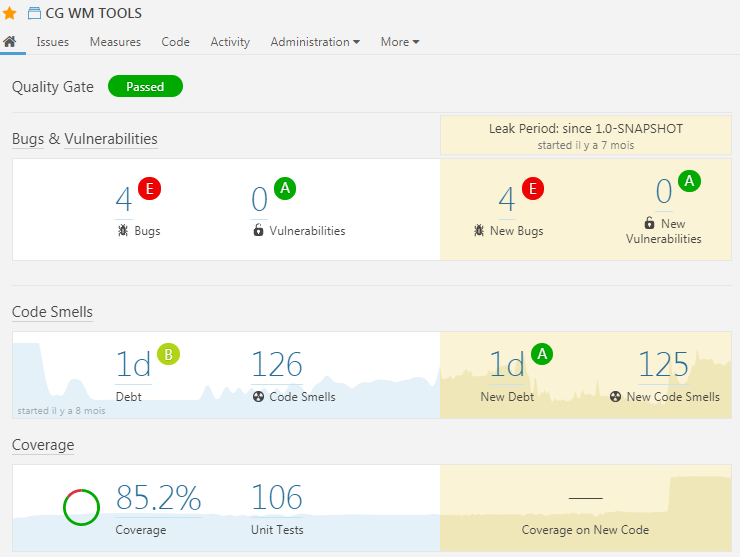 CG WM TOOLS
Issues Measures Code Activity Administration More
Quality Gate Passed
Leak Period: since 1.0-SNAPSHOT
started il y a 7 mois
Bugs & Vulnerabilities
4 E
Bugs
0 A
Vulnerabilities
4 E
New Bugs
0 A
New
Vulnerabilities
Code Smells
1d B
Debt
126
Code Smells
started il y a 8 mois
1d A
New Debt
125
New Code Smells
Coverage
85.2%
Coverage
106
Unit Tests
Coverage on New Code